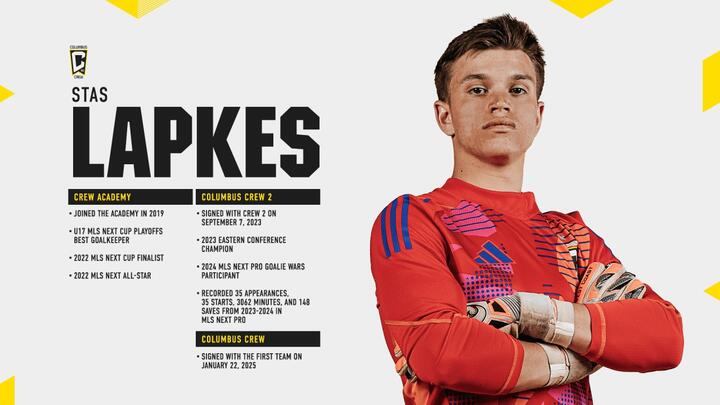 COLUMBUS
CREW
STAS
LAPKES
CREW ACADEMY
• JOINED THE ACADEMY IN 2019
• U17 MLS NEXT CUP PLAYOFFS
BEST GOALKEEPER
• 2022 MLS NEXT CUP FINALIST
• 2022 MLS NEXT ALL-STAR
COLUMBUS CREW 2
• SIGNED WITH CREW 2 ON
SEPTEMBER 7, 2023
• 2023 EASTERN CONFERENCE
CHAMPION
• 2024 MLS NEXT PRO GOALIE WARS
PARTICIPANT
• RECORDED 35 APPEARANCES,
35 STARTS, 3062 MINUTES, AND 148
SAVES FROM 2023-2024 IN
MLS NEXT PRO
COLUMBUS CREW
• SIGNED WITH THE FIRST TEAM ON
JANUARY 22, 2025